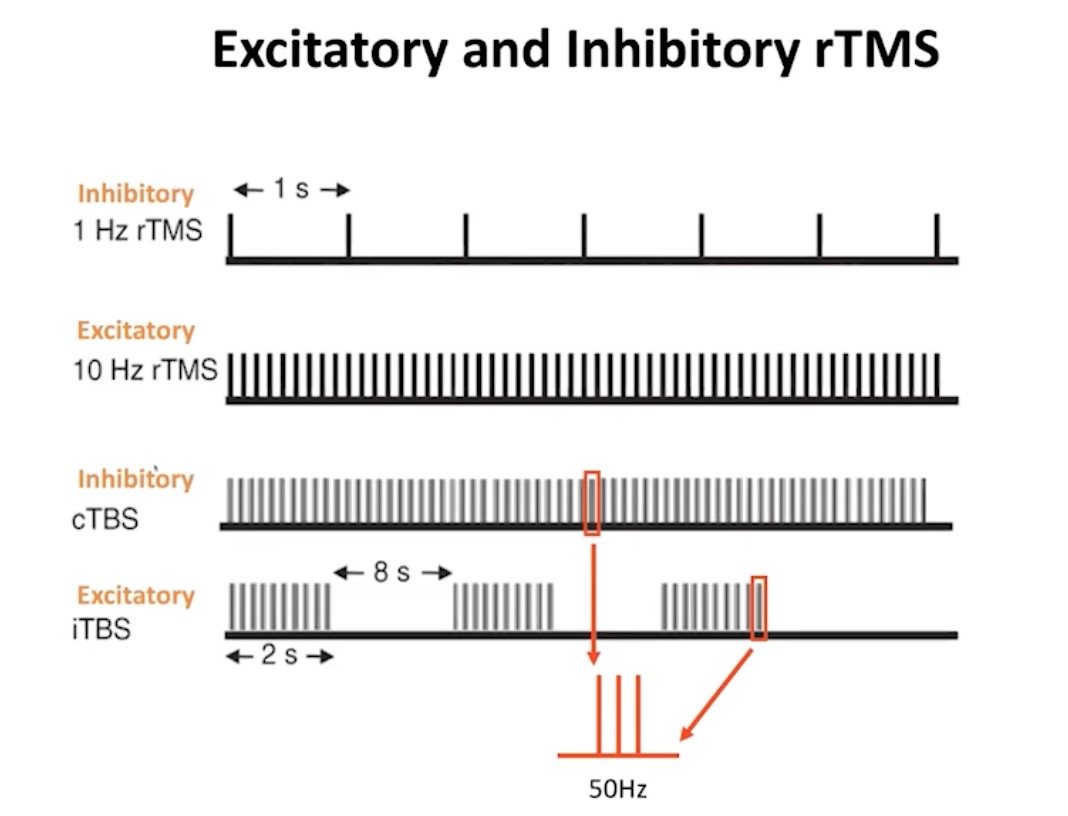 Excitatory and Inhibitory rTMS
Inhibitory
1 s
1 Hz rTMS
Excitatory
10 Hz rTMS
Inhibitory
cTBS
8 s
Excitatory
iTBS
2 s
50Hz